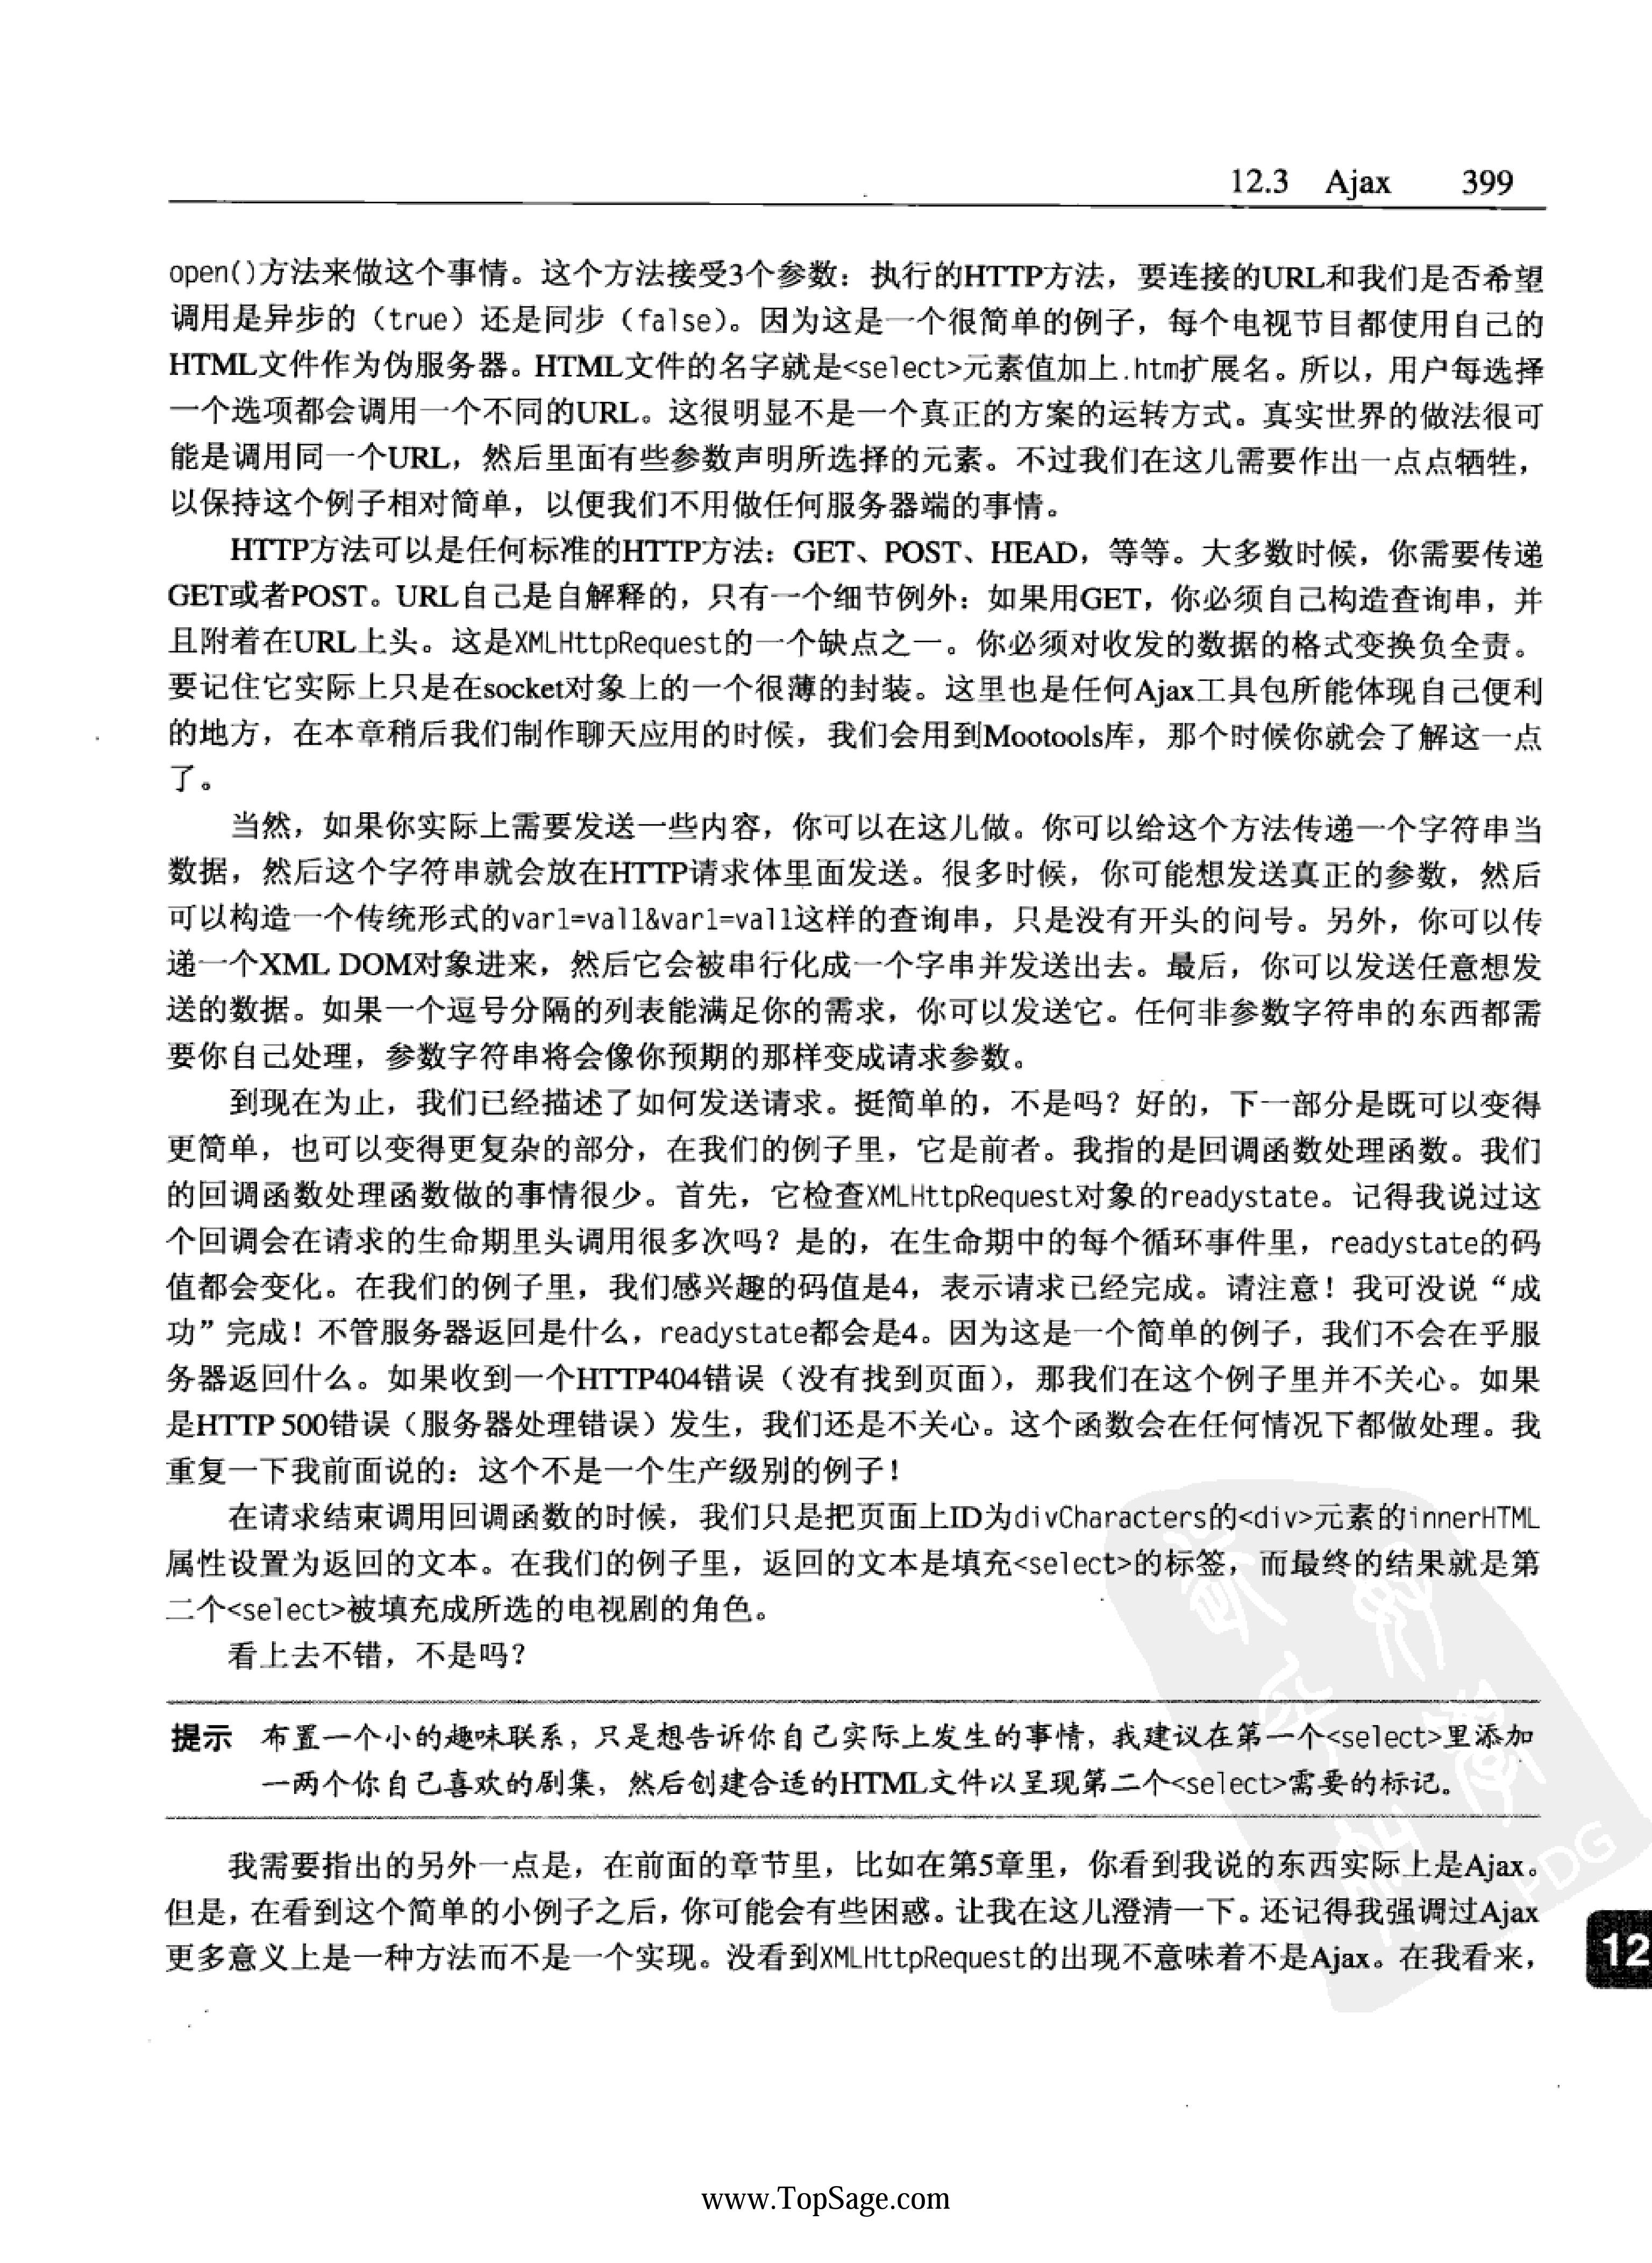 12.3 Ajax 399
open()方法来做这个事情。这个方法接受3个参数：执行的HTTP方法，要连接的URL和我们是否希望
调用是异步的（true）还是同步（false）。因为这是一个很简单的例子，每个电视节目都使用自己的
HTML文件作为伪服务器。HTML文件的名字就是<select>元素值加上.htm扩展名。所以，用户每选择
一个选项都会调用一个不同的URL。这很明显不是一个真正的方案的运转方式。真实世界的做法很可
能是调用同一个URL，然后里面有些参数声明所选择的元素。不过我们在这儿需要作出一点点牺牲，
以保持这个例子相对简单，以便我们不用做任何服务器端的事情。
HTTP方法可以是任何标准的HTTP方法：GET、POST、HEAD，等等。大多数时候，你需要传递
GET或者POST。URL自己是自解释的，只有一个细节例外：如果用GET，你必须自己构造查询串，并
且附着在URL上头。这是XMLHttpRequest的一个缺点之一。你必须对收发的数据的格式变换负全责。
要记住它实际上只是在socket对象上的一个很薄的封装。这里也是任何Ajax工具包所能体现自己便利
的地方，在本章稍后我们制作聊天应用的时候，我们会用到Mootools库，那个时候你就会了解这一点
了。
当然，如果你实际上需要发送一些内容，你可以在这儿做。你可以给这个方法传递一个字符串当
数据，然后这个字符串就会放在HTTP请求体里面发送。很多时候，你可能想发送真正的参数，然后
可以构造一个传统形式的var1=val1&var1=val1这样的查询串，只是没有开头的问号。另外，你可以传
递一个XML DOM对象进来，然后它会被串行化成一个字串并发送出去。最后，你可以发送任意想发
送的数据。如果一个逗号分隔的列表能满足你的需求，你可以发送它。任何非参数字符串的东西都需
要你自己处理，参数字符串将会像你预期的那样变成请求参数。
到现在为止，我们已经描述了如何发送请求。挺简单的，不是吗？好的，下一部分是既可以变得
更简单，也可以变得更复杂的部分，在我们的例子里，它是前者。我指的是回调函数处理函数。我们
的回调函数处理函数做的事情很少。首先，它检查XMLHttpRequest对象的readystate。记得我说过这
个回调会在请求的生命期里头调用很多次吗？是的，在生命期中的每个循环事件里，readystate的码
值都会变化。在我们的例子里，我们感兴趣的码值是4，表示请求已经完成。请注意！我可没说“成
功”完成！不管服务器返回是什么，readystate都会是4。因为这是一个简单的例子，我们不会在乎服
务器返回什么。如果收到一个HTTP404错误（没有找到页面），那我们在这个例子里并不关心。如果
是HTTP 500错误（服务器处理错误）发生，我们还是不关心。这个函数会在任何情况下都做处理。我
重复一下我前面说的：这个不是一个生产级别的例子！
在请求结束调用回调函数的时候，我们只是把页面上ID为divCharacters的<div>元素的innerHTML
属性设置为返回的文本。在我们的例子里，返回的文本是填充<select>的标签，而最终的结果就是第
二个<select>被填充成所选的电视剧的角色。
看上去不错，不是吗？
提示 布置一个小的趣味联系，只是想告诉你自己实际上发生的事情，我建议在第一个<select>里添加
一两个你自己喜欢的剧集，然后创建合适的HTML文件以呈现第二个<select>需要的标记。
我需要指出的另外一点是，在前面的章节里，比如在第5章里，你看到我说的东西实际上是Ajax。
但是，在看到这个简单的小例子之后，你可能会有些困惑。让我在这儿澄清一下。还记得我强调过Ajax
更多意义上是一种方法而不是一个实现。没看到XMLHttpRequest的出现不意味着不是Ajax。在我看来，
12
PDG
www.TopSage.com